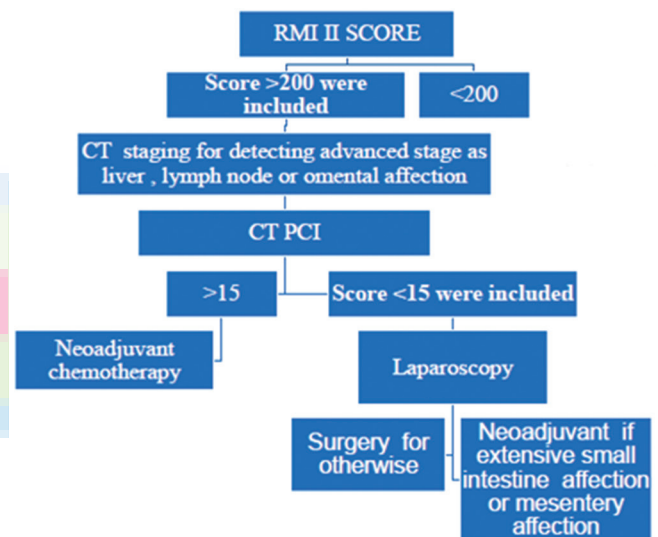 RMI II SCORE
Score >200 were
included
<200
CT staging for detecting advanced stage as
liver , lymph node or omental affection
CT PCI
>15
Score <15 were included
Neoadjuvant
chemotherapy
Laparoscopy
Surgery for
otherwise
Neoadjuvant if
extensive small
intestine affection
or mesentery
affection